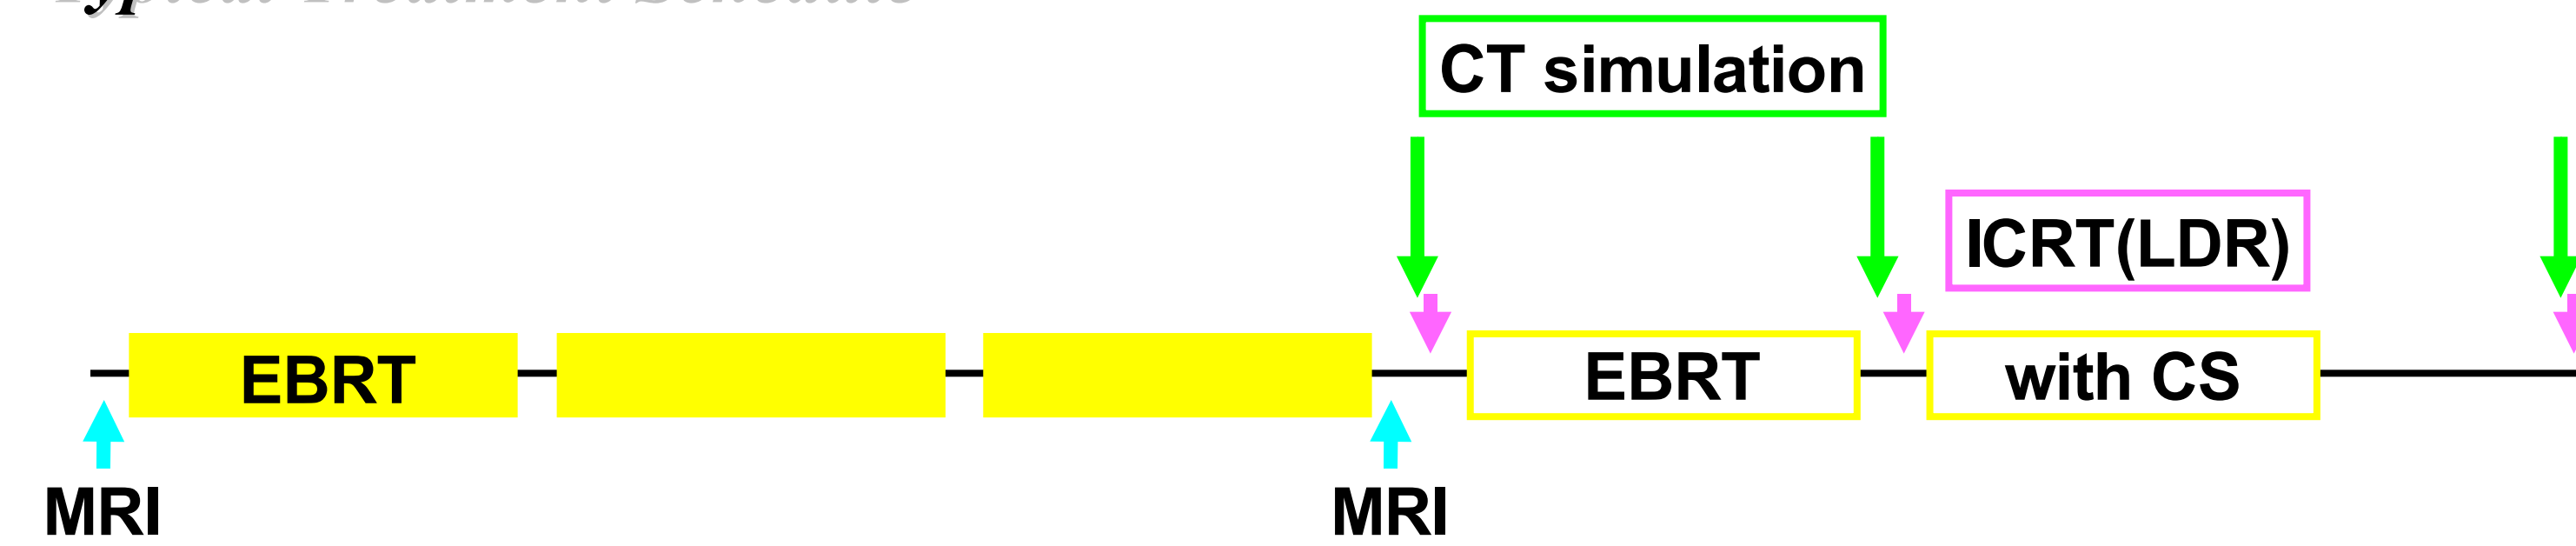 CT simulation
ICRT(LDR)
EBRT
EBRT
with CS
MRI
MRI